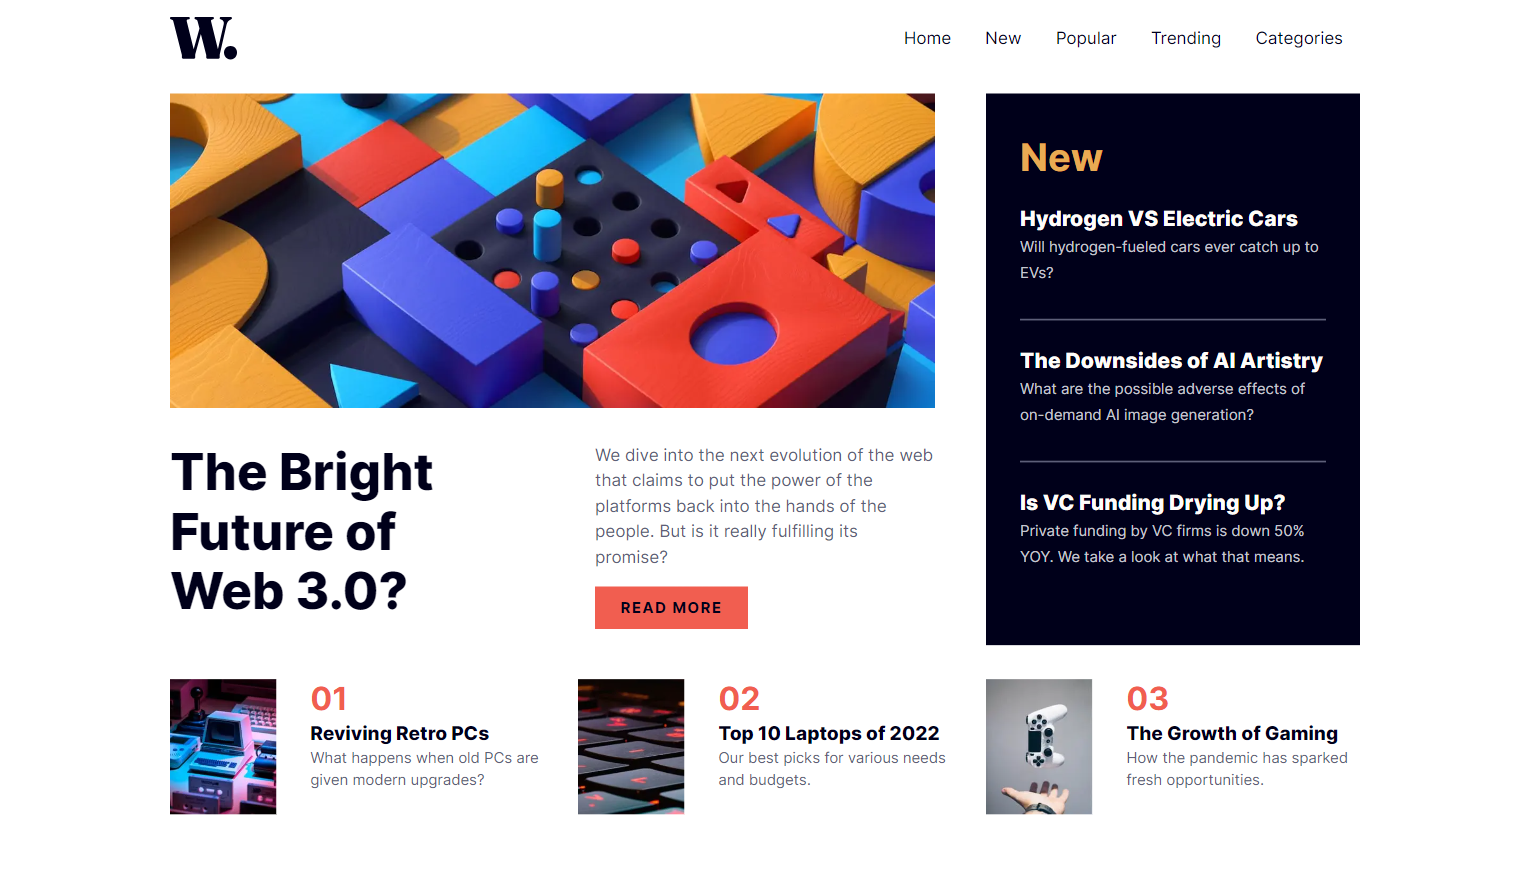 W.
Home New Popular Trending Categories
The Bright
Future of
Web 3.0?
We dive into the next evolution of the web
that claims to put the power of the
platforms back into the hands of the
people. But is it really fulfilling its
promise?
READ MORE
New
Hydrogen VS Electric Cars
Will hydrogen-fueled cars ever catch up to
EVs?
The Downsides of AI Artistry
What are the possible adverse effects of
on-demand AI image generation?
Is VC Funding Drying Up?
Private funding by VC firms is down 50%
YOY. We take a look at what that means.
01
Reviving Retro PCs
What happens when old PCs are
given modern upgrades?
02
Top 10 Laptops of 2022
Our best picks for various needs
and budgets.
03
The Growth of Gaming
How the pandemic has sparked
fresh opportunities.